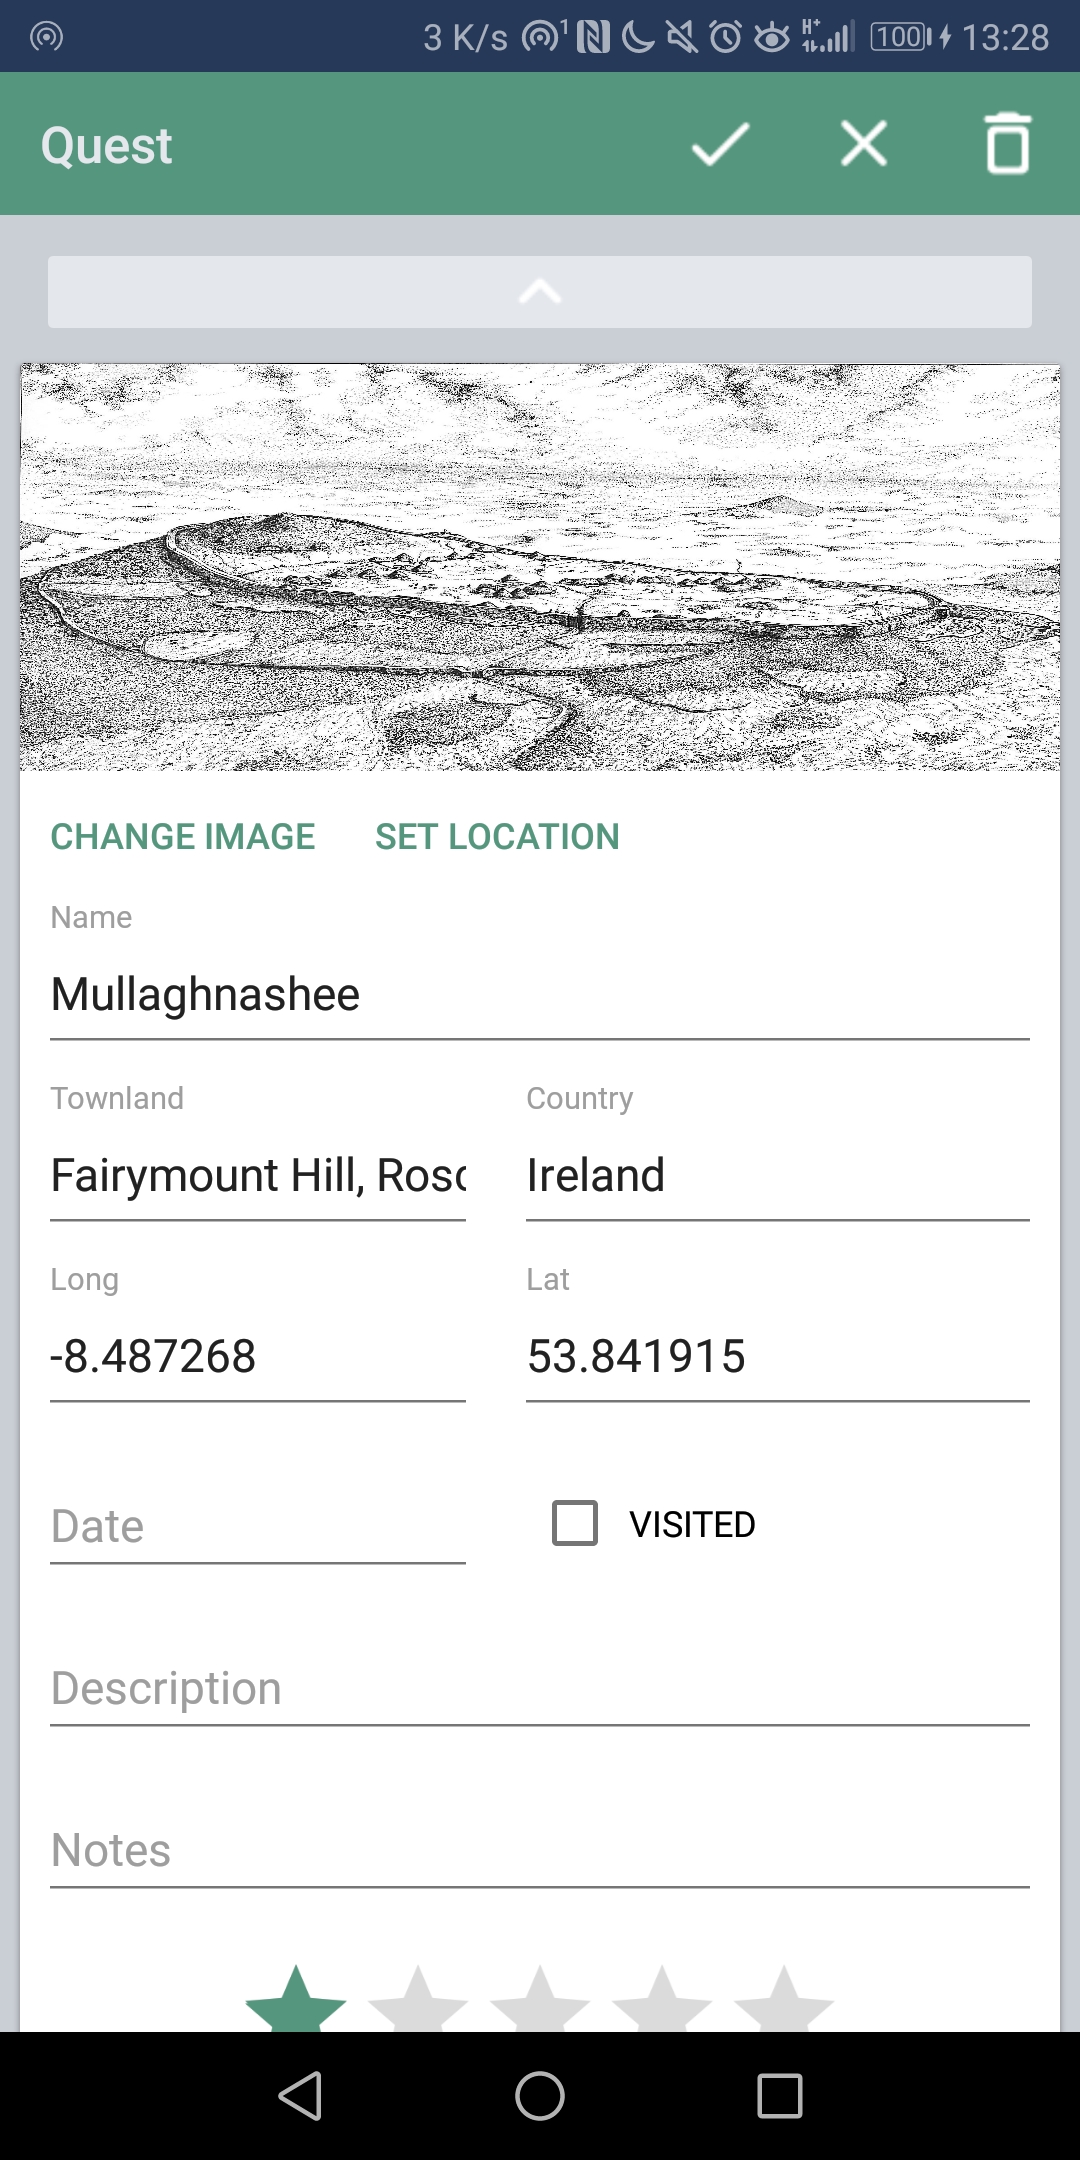 3 K/s 1 H+ 100 13:28
Quest
CHANGE IMAGE SET LOCATION
Name
Mullaghnashee
Townland Country
Fairymount Hill, Rosc Ireland
Long Lat
-8.487268 53.841915
Date VISITED
Description
Notes